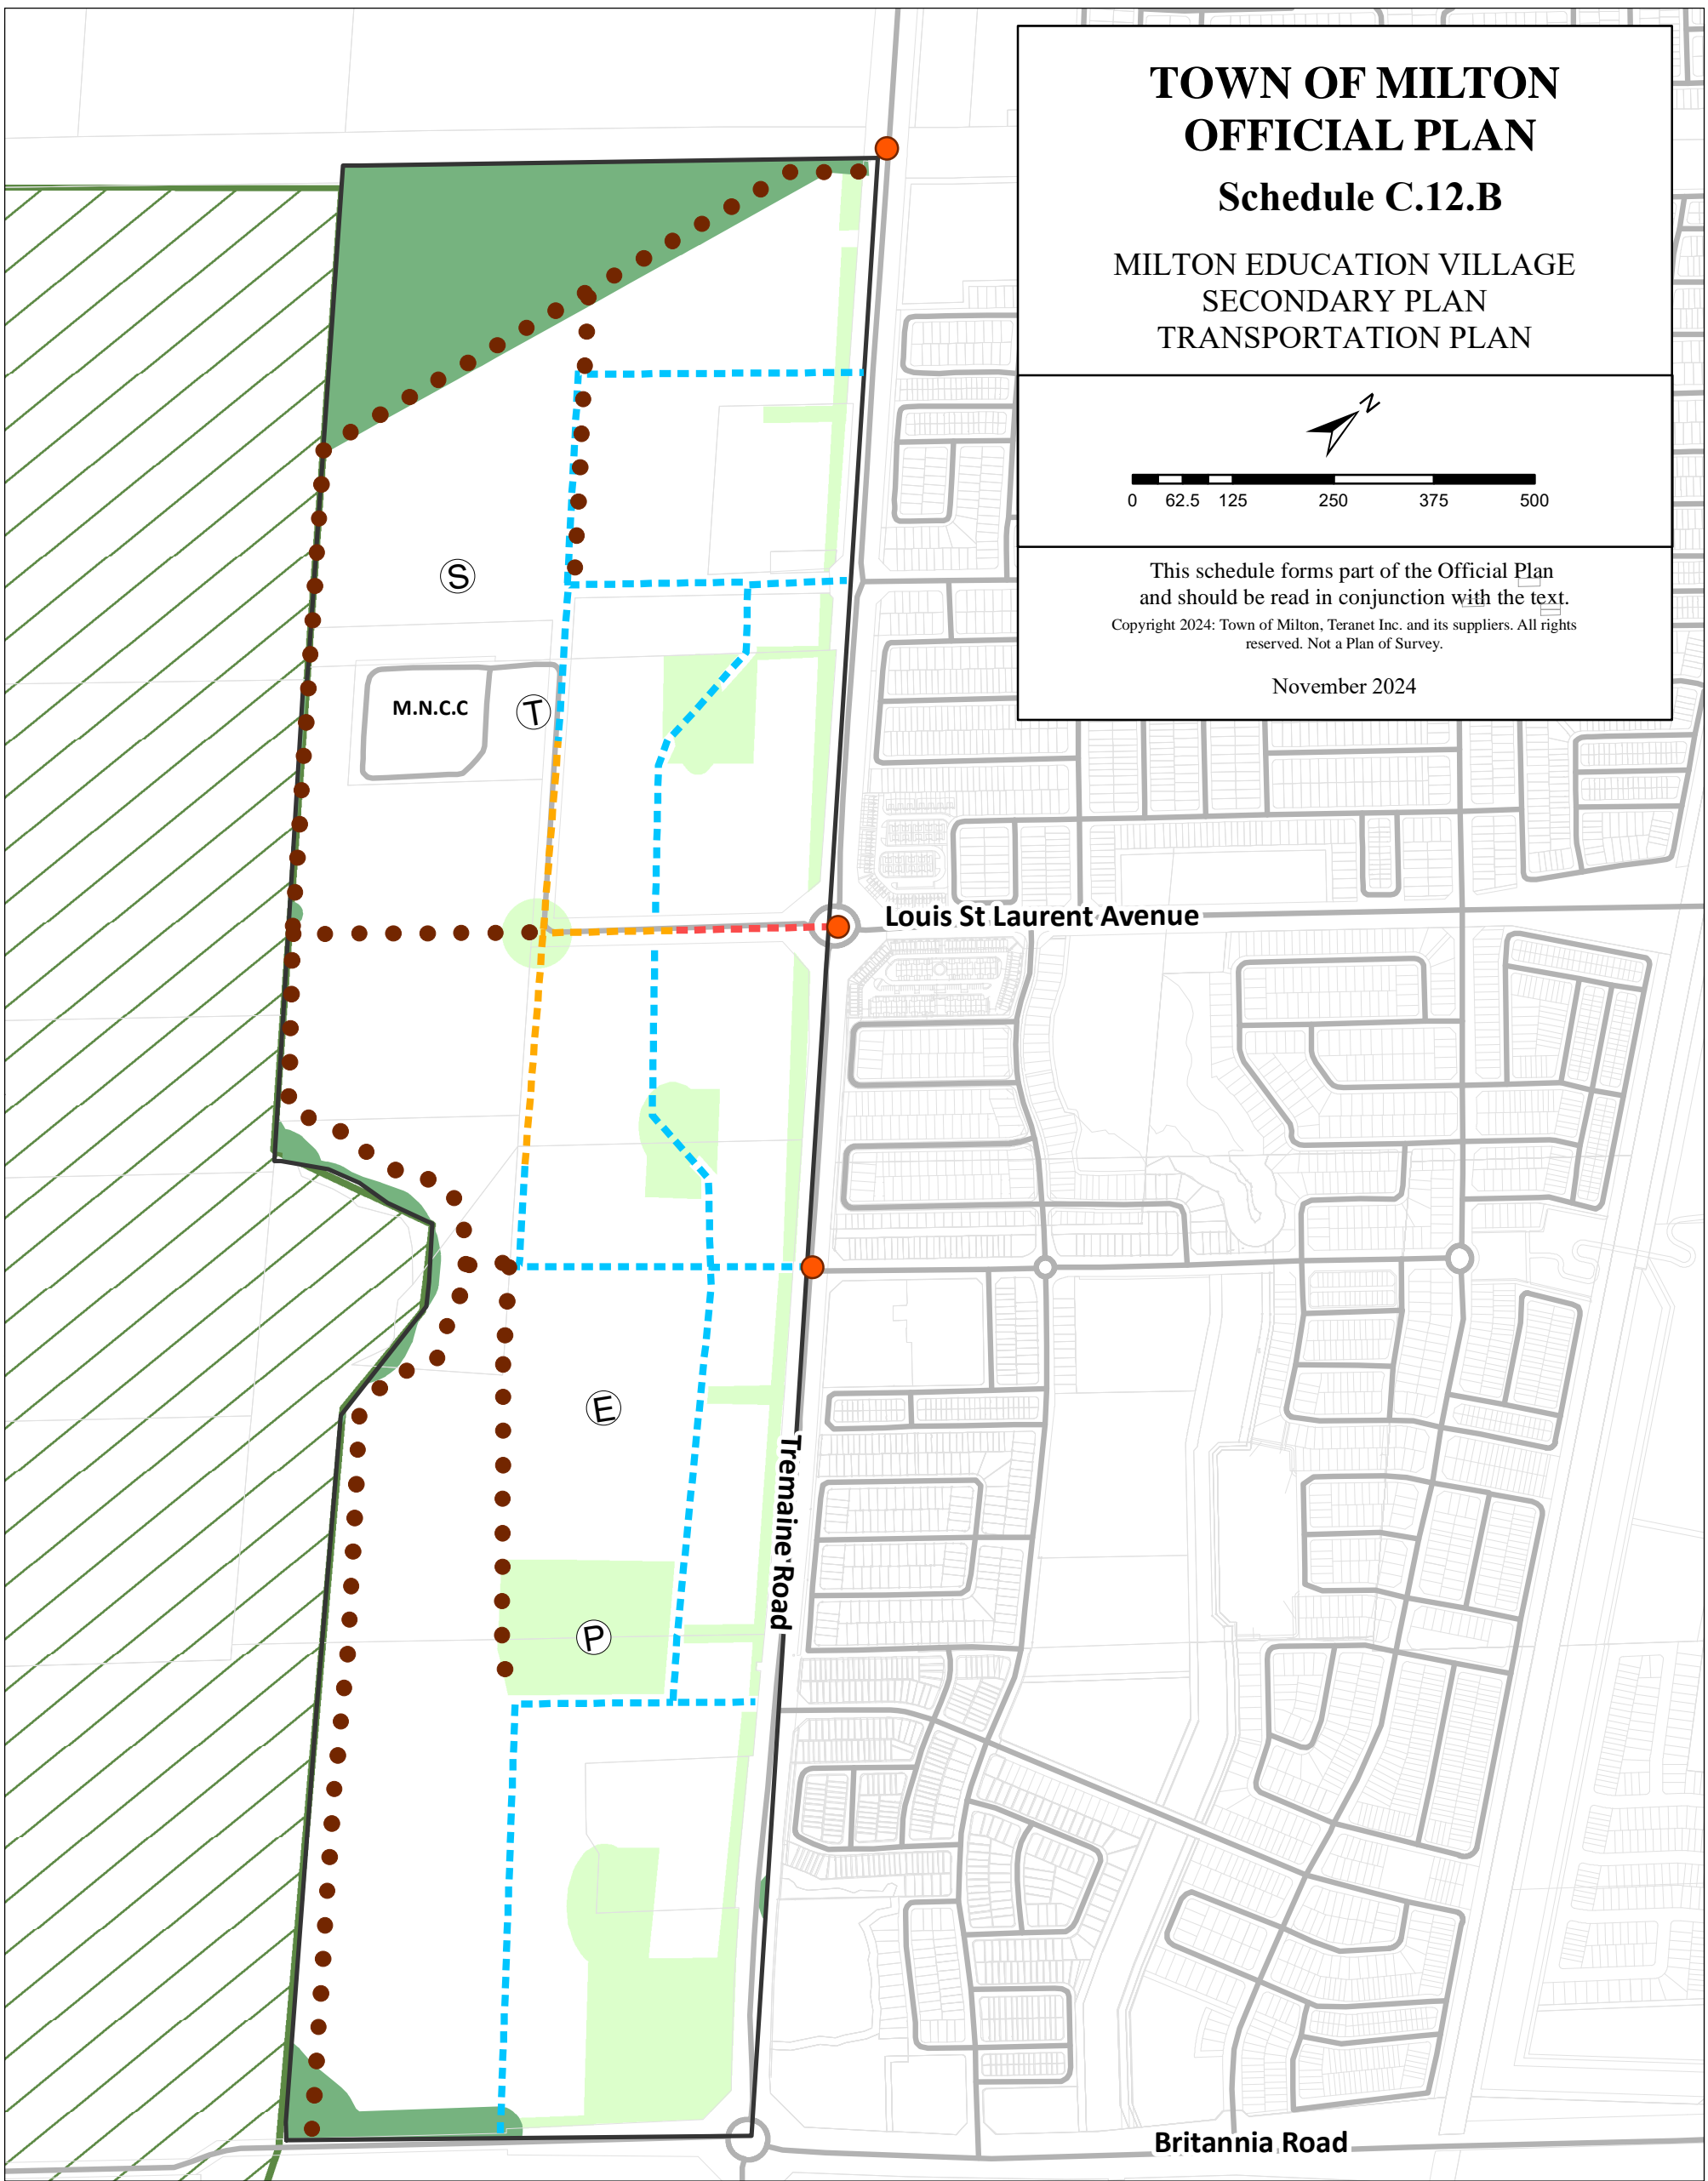 TOWN OF MILTON
OFFICIAL PLAN
Schedule C.12.B
MILTON EDUCATION VILLAGE
SECONDARY PLAN
TRANSPORTATION PLAN
N
0 62.5 125 250 375 500
This schedule forms part of the Official Plan
and should be read in conjunction with the text.
Copyright 2024: Town of Milton, Teranet Inc. and its suppliers. All rights
reserved. Not a Plan of Survey.
November 2024
S
M.N.C.C
T
Louis St Laurent Avenue
E
Tremaine Road
P
Britannia Road